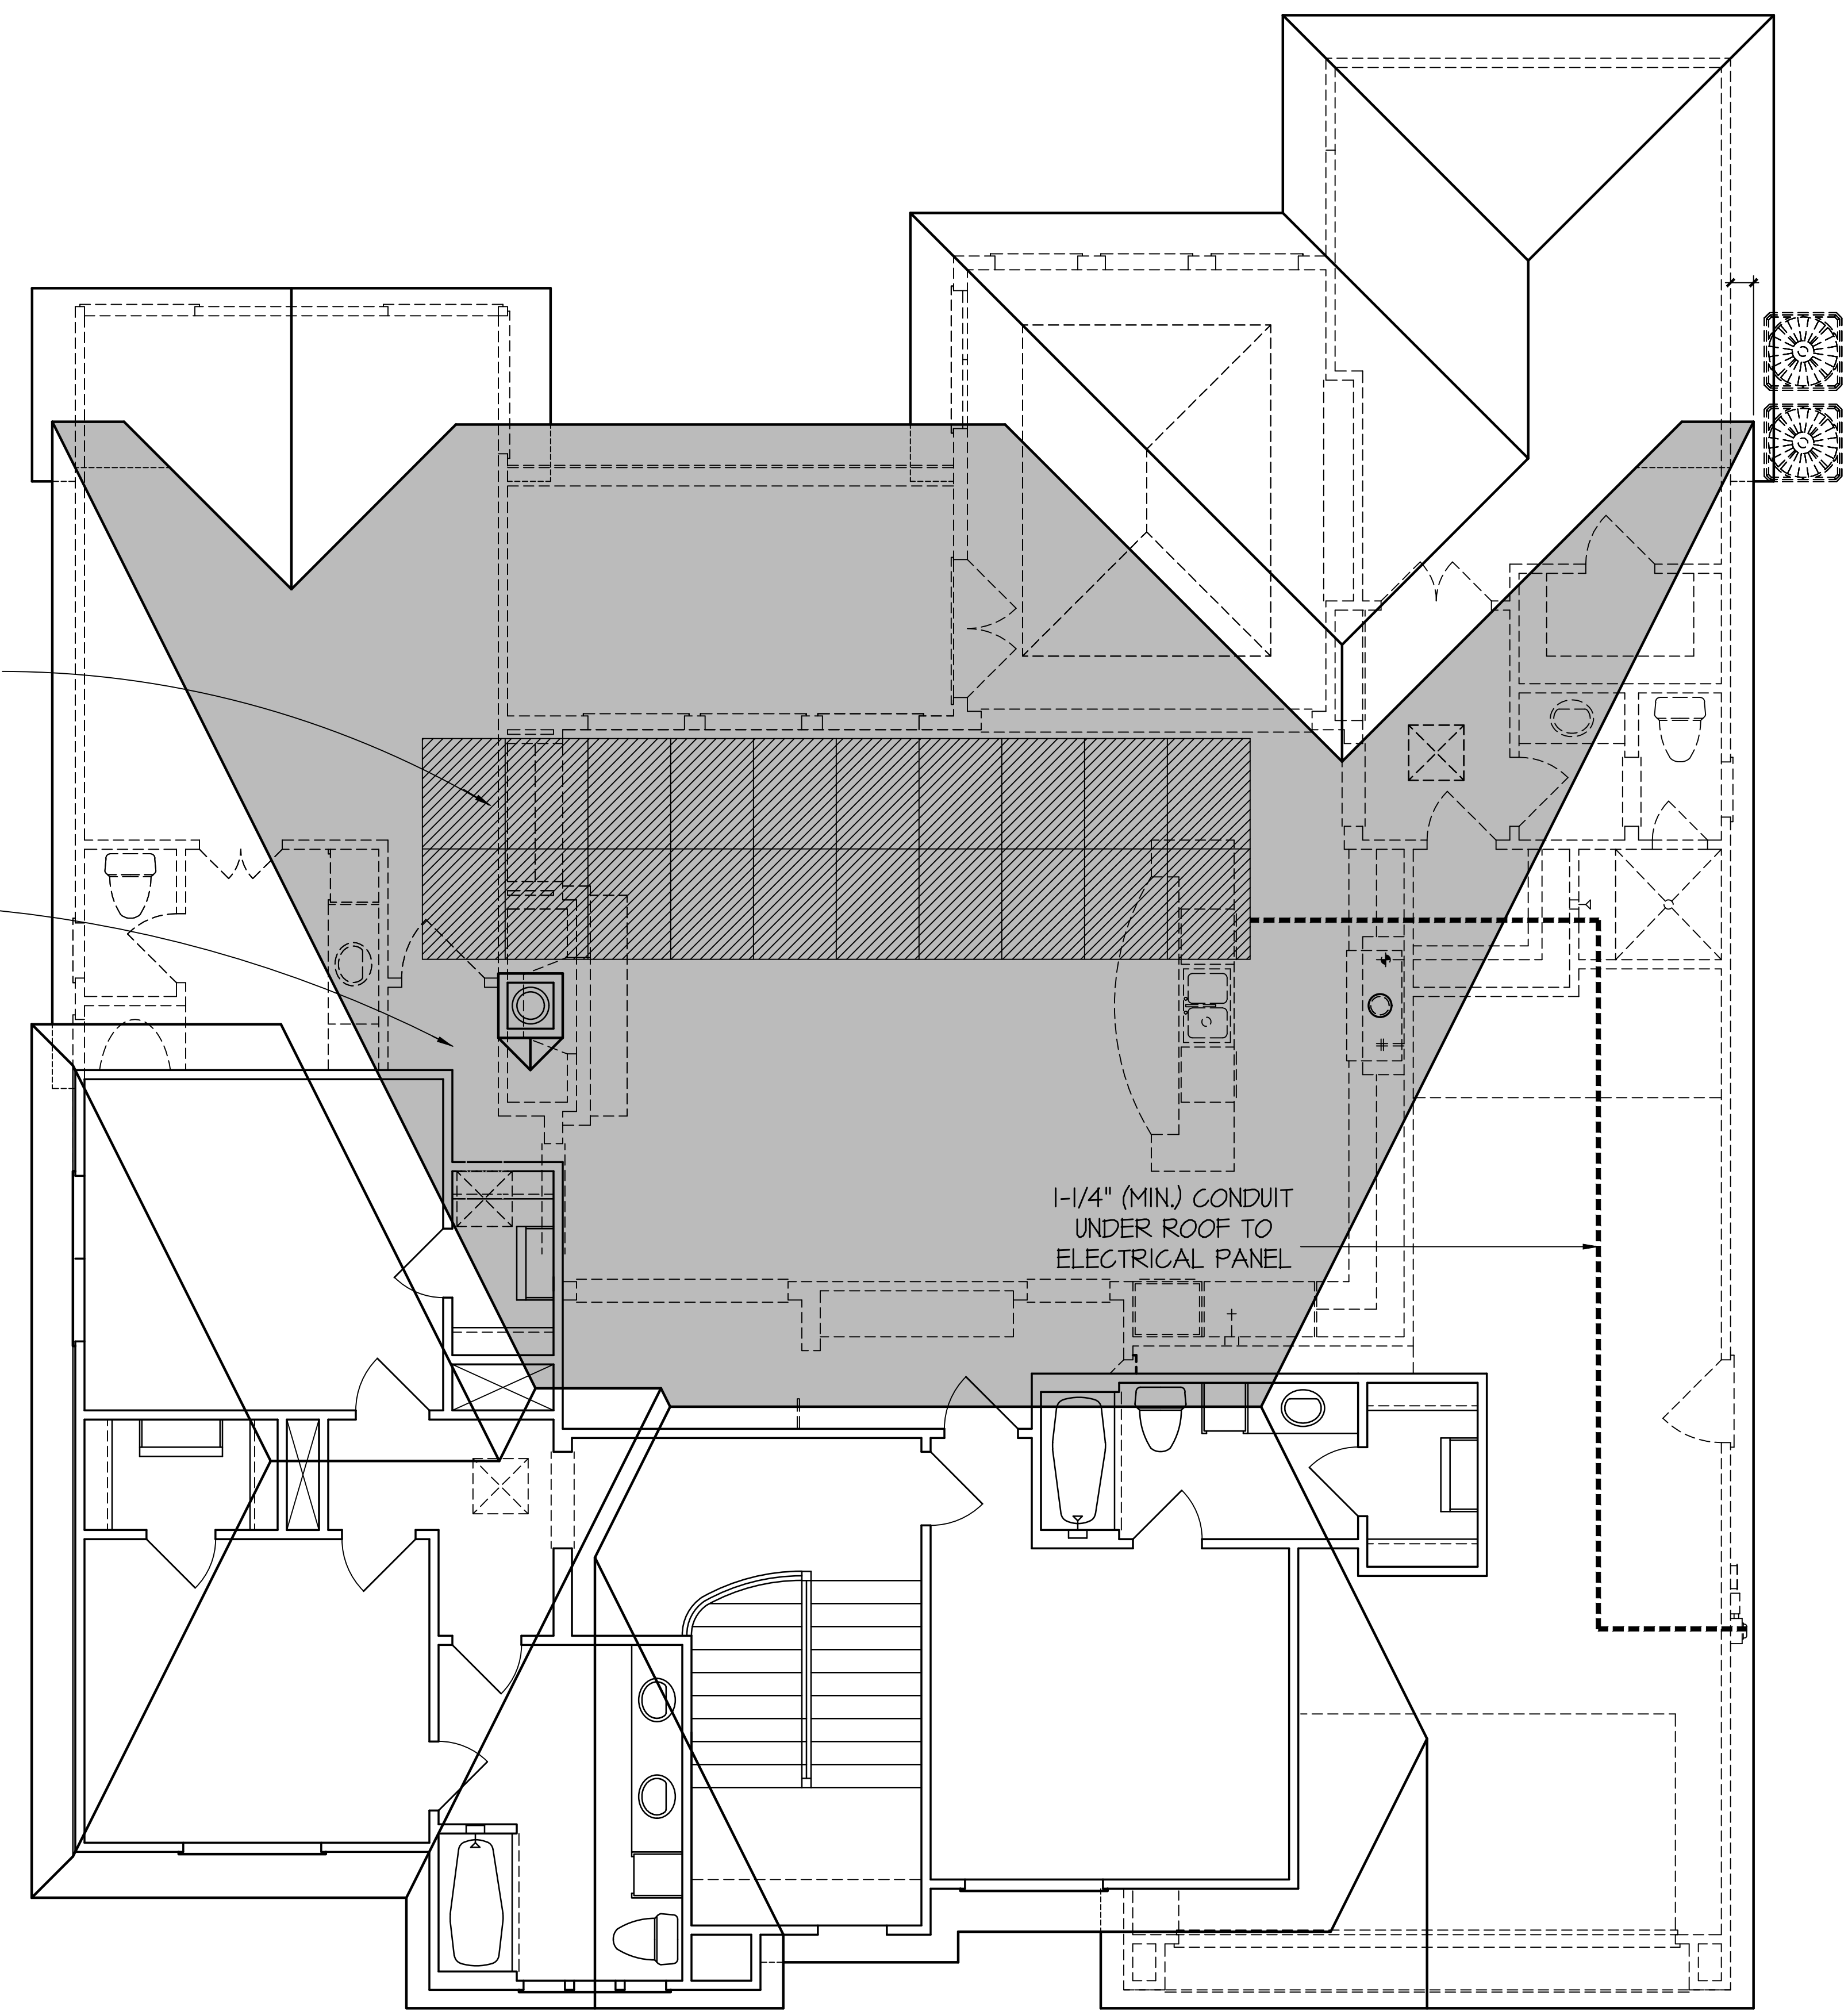 1-1/4" (MIN.) CONDUIT
UNDER ROOF TO
ELECTRICAL PANEL